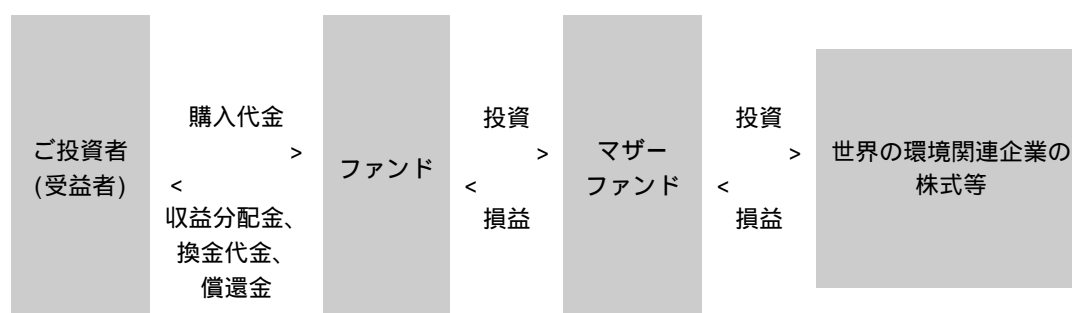 ご投資者
(受益者)
購入代金
>
<
収益分配金、
換金代金、
償還金
ファンド
投資
>
<
損益
マザー
ファンド
投資
>
<
損益
世界の環境関連企業の
株式等